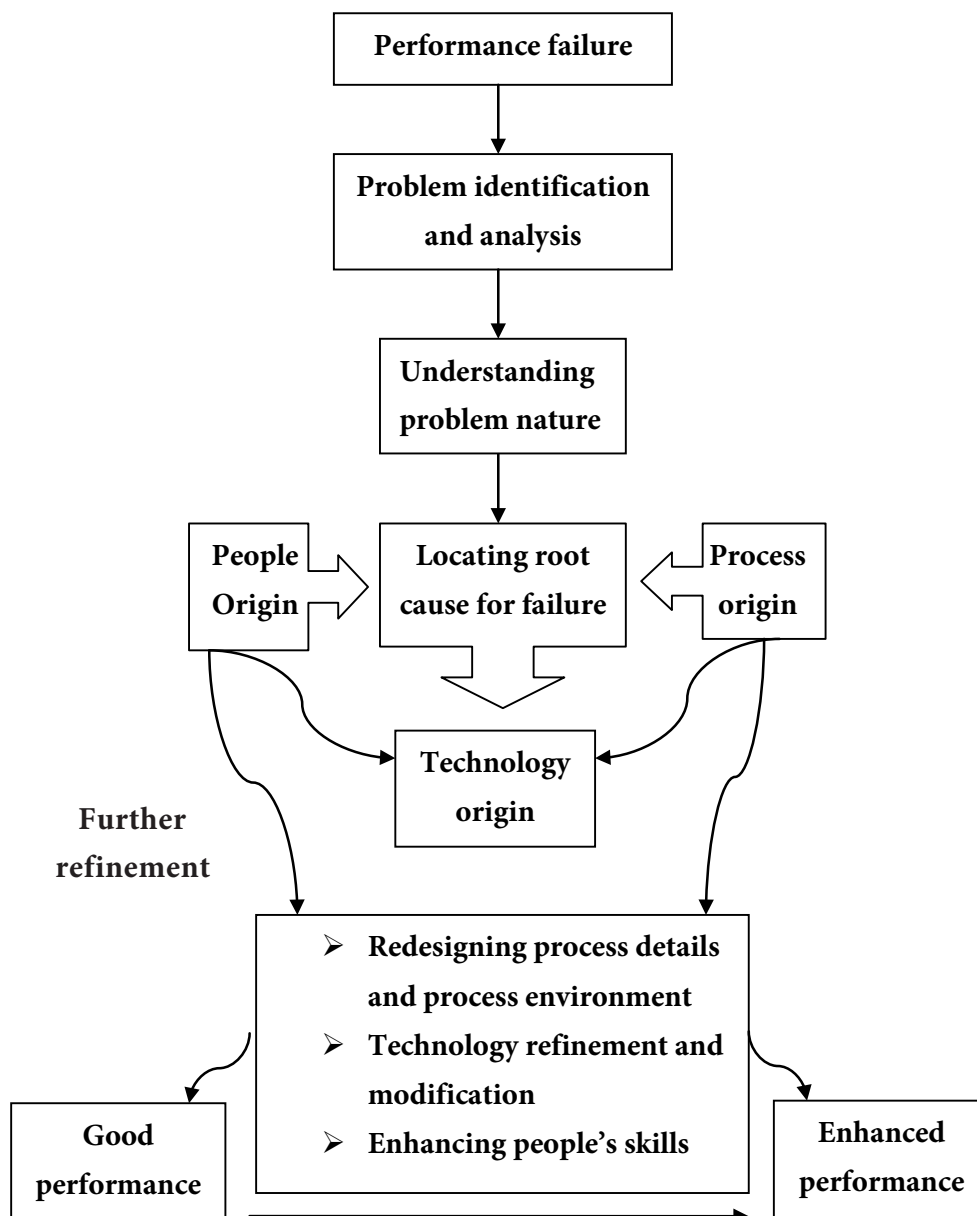 Performance failure
Problem identification
and analysis
Understanding
problem nature
People
Origin
Locating root
cause for failure
Process
origin
Technology
origin
Further
refinement
➢ Redesigning process details
and process environment
➢ Technology refinement and
modification
➢ Enhancing people’s skills
Good
performance
Enhanced
performance